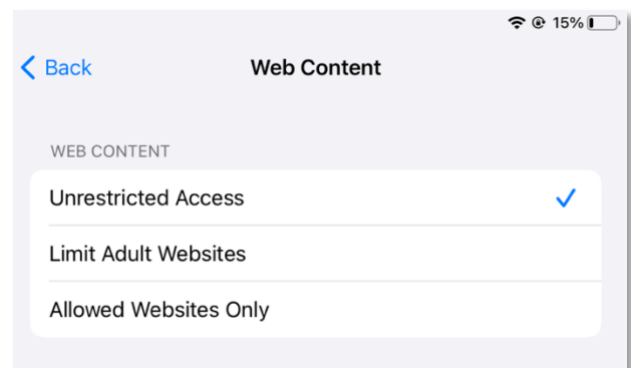 15%
Back
Web Content
WEB CONTENT
Unrestricted Access
Limit Adult Websites
Allowed Websites Only